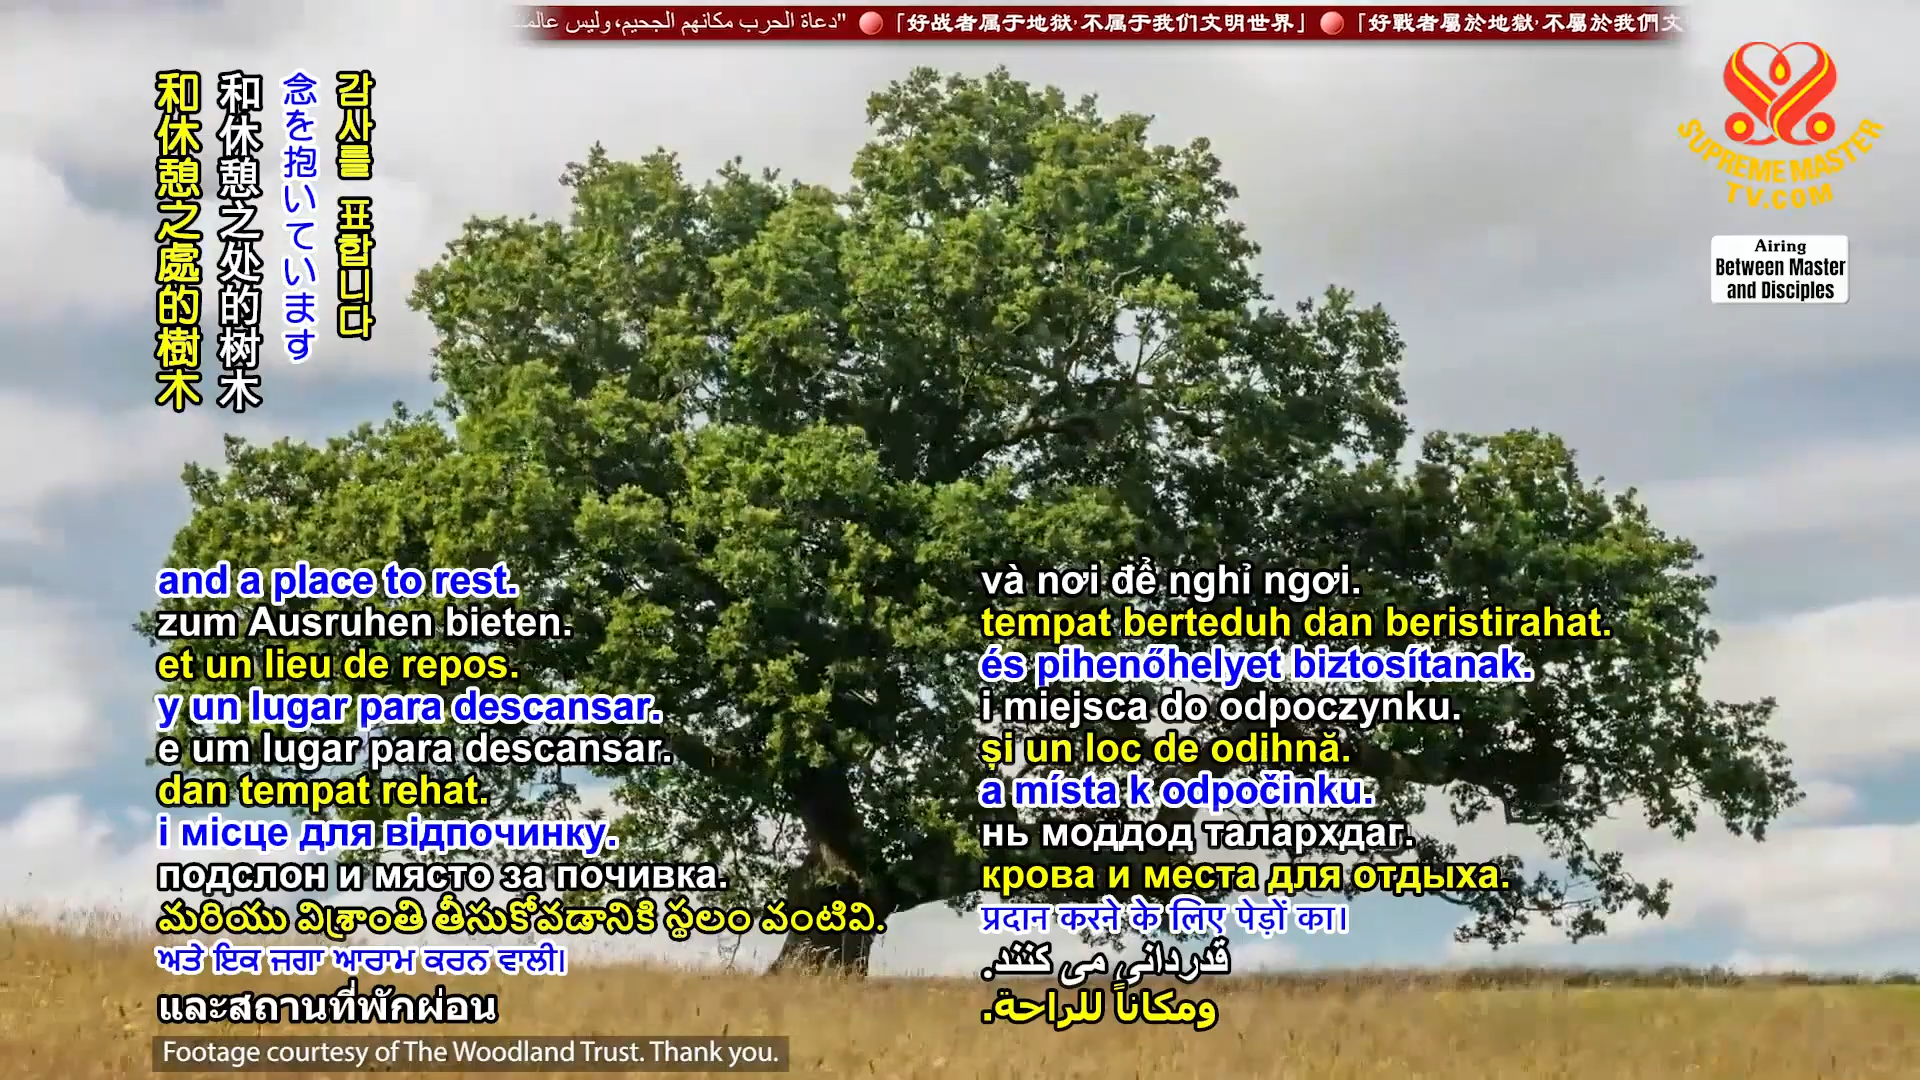 "دعاة الحرب مكانهم الجحيم، وليس
「好战者属于地狱，不属于我们文明世界」
「好戰者屬於地獄，不屬於我們文
SUPREME MASTER
TV.COM
Airing
Between Master
and Disciples
감사를 표합니다
念を抱いています
和休憩之处的树木
和休憩之處的樹木
and a place to rest.
zum Ausruhen bieten.
et un lieu de repos.
y un lugar para descansar.
e um lugar para descansar.
dan tempat rehat.
і місце для відпочинку.
подслон и място за почивка.
మరియు విశ్రాంతి తీసుకోవడానికి స్థలం వంటివి.
ਅਤੇ ਇਕ ਜਗਾ ਆਰਾਮ ਕਰਨ ਵਾਲੀ।
และสถานที่พักผ่อน
và nơi để nghỉ ngơi.
tempat berteduh dan beristirahat.
és pihenőhelyet biztosítanak.
i miejsca do odpoczynku.
și un loc de odihnă.
a místa k odpočinku.
нь моддод талархдаг.
крова и места для отдыха.
प्रदान करने के लिए पेड़ों का।
قدردانی می کنند.
ومكاناً للراحة.
Footage courtesy of The Woodland Trust. Thank you.